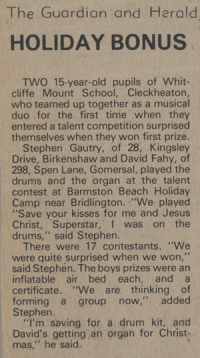 The Guardian and Herald
HOLIDAY BONUS
TWO 15-year-old pupils of Whit-
cliffe Mount School, Cleckheaton,
who teamed up together as a musical
duo for the first time when they
entered a talent competition surprised
themselves when they won first prize.
Stephen Gautry, of 28, Kingsley
Drive, Birkenshaw and David Fahy, of
298, Spen Lane, Gomersal, played the
drums and the organ at the talent
contest at Barmston Beach Holiday
Camp near Bridlington. "We played
"Save your kisses for me and Jesus
Christ, Superstar, I was on the
drums," said Stephen.
There were 17 contestants. "We
were quite surprised when we won,"
said Stephen. The boys prizes were an
inflatable air bed each, and a
certificate. "We are thinking of
forming a group now," added
Stephen.
"I'm saving for a drum kit, and
David's getting an organ for Christ-
mas," he said.